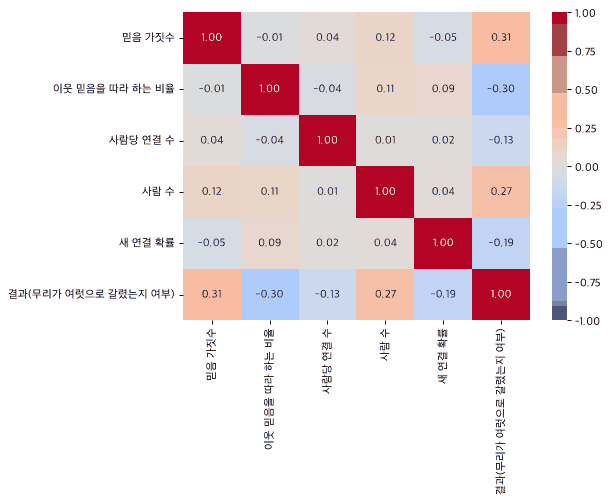 믿음 가짓수 1.00 -0.01 0.04 0.12 -0.05 0.31
이웃 믿음을 따라 하는 비율 -0.01 1.00 -0.04 0.11 0.09 -0.30
사람당 연결 수 0.04 -0.04 1.00 0.01 0.02 -0.13
사람 수 0.12 0.11 0.01 1.00 0.04 0.27
새 연결 확률 -0.05 0.09 0.02 0.04 1.00 -0.19
결과(무리가 여럿으로 갈렸는지 여부) 0.31 -0.30 -0.13 0.27 -0.19 1.00
믿음 가짓수
이웃 믿음을 따라 하는 비율
사람당 연결 수
사람 수
새 연결 확률
결과(무리가 여럿으로 갈렸는지 여부)
1.00
0.75
0.50
0.25
0.00
-0.25
-0.50
-0.75
-1.00